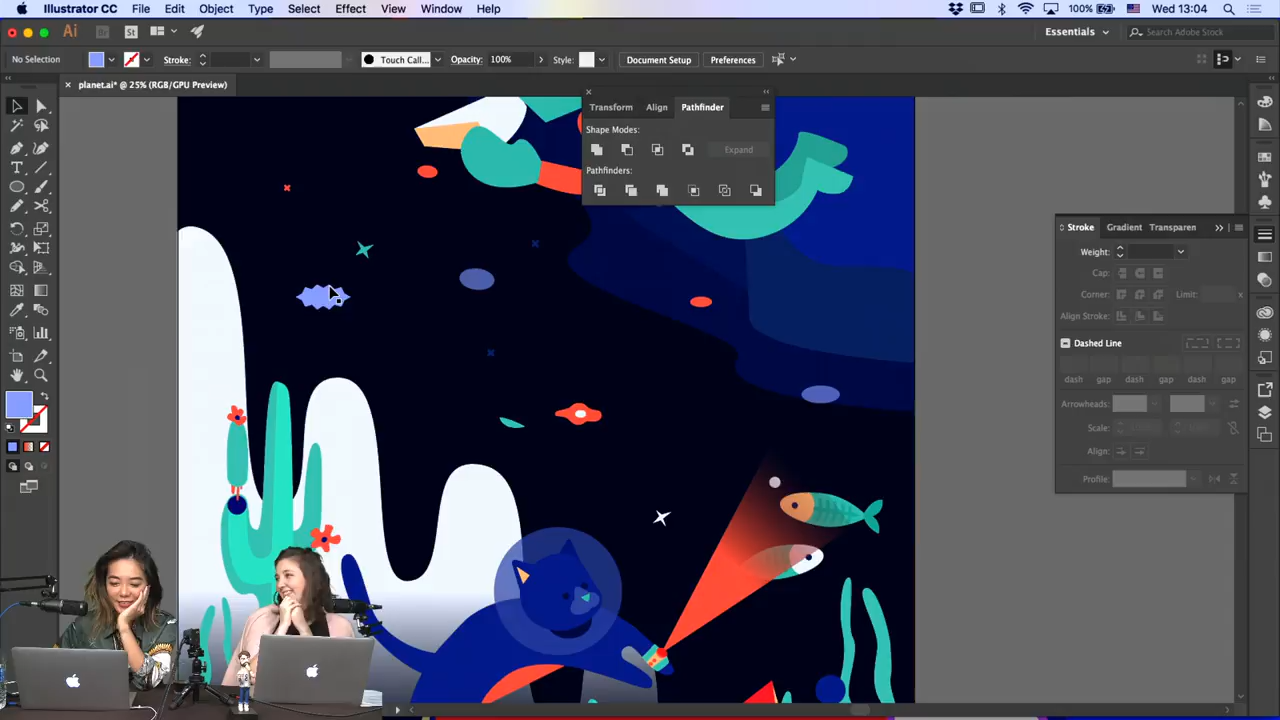 Illustrator CC File Edit Object Type Select Effect View Window Help 100% Wed 13:04
Ai Br St Essentials Search Adobe Stock
No Selection Stroke: Touch Call... Opacity: 100% Style: Document Setup Preferences
× planet.ai* @ 25% (RGB/GPU Preview)
Transform Align Pathfinder
Shape Modes:
Expand
Pathfinders:
Stroke Gradient Transparen
Weight:
Cap:
Corner: Limit: x
Align Stroke:
Dashed Line
dash gap dash gap dash gap
Arrowheads:
Scale:
Align:
Profile: